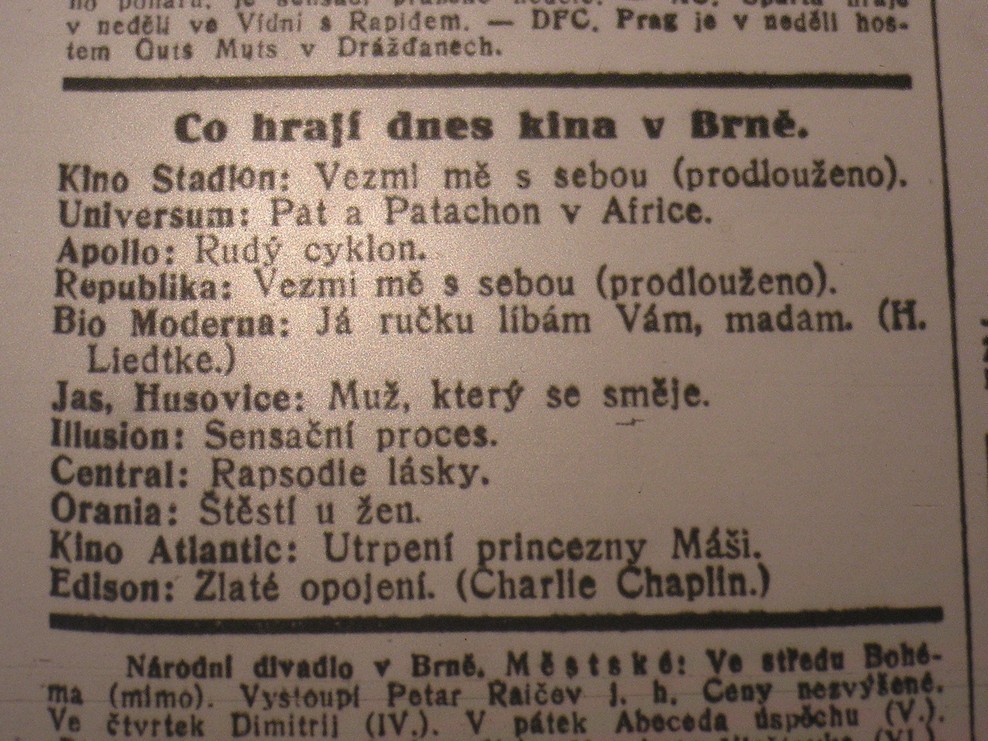 no poháru, je sensací
v neděli ve Vídni s Rapidem. — DFC. Prag je v neděli hos-
tem Guts Muts v Drážďanech.
Co hrají dnes kina v Brně.
Kino Stadion: Vezmi mě s sebou (prodlouženo).
Universum: Pat a Patachon v Africe.
Apollo: Rudý cyklon.
Republika: Vezmi mě s sebou (prodlouženo).
Bio Moderna: Já ručku líbám Vám, madam. (H.
Liedtke.)
Jas, Husovice: Muž, který se směje.
Illusion: Sensační proces.
Central: Rapsodie lásky.
Orania: Štěstí u žen.
Kino Atlantic: Utrpení princezny Máši.
Edison: Zlaté opojení. (Charlie Chaplin.)
Národní divadlo v Brně. Městské: Ve středu Bohé-
ma (mimo). Vystoupí Petar Raičev j. h. Ceny nezvýšené.
Ve čtvrtek Dimitrij (IV.). V pátek Abeceda úspěchu (V.).